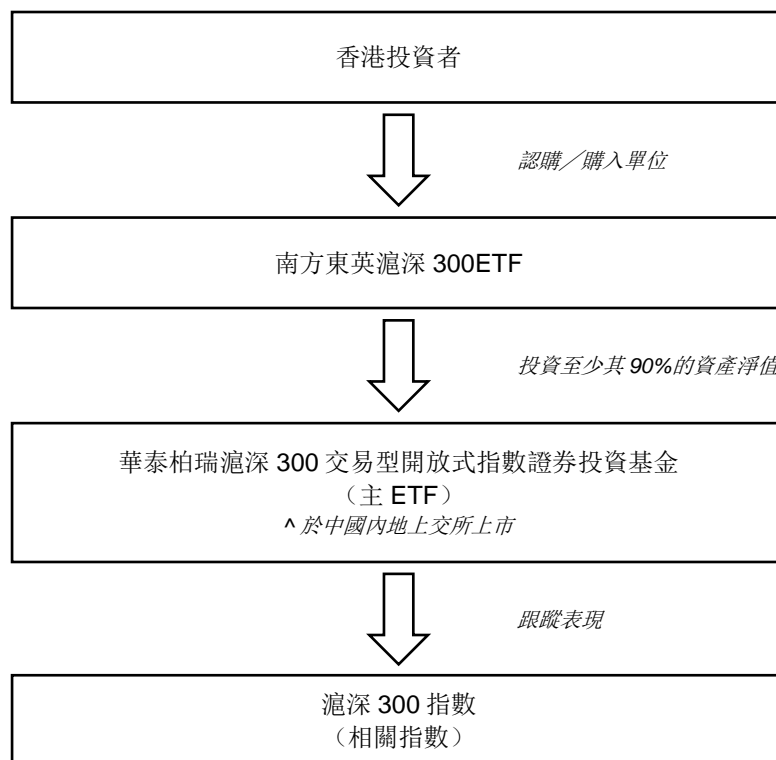 香港投資者
認購／購入單位
南方東英滬深 300ETF
投資至少其 90%的資產淨值
華泰柏瑞滬深 300 交易型開放式指數證券投資基金
（主 ETF）
^ 於中國內地上交所上市
跟蹤表現
滬深 300 指數
（相關指數）